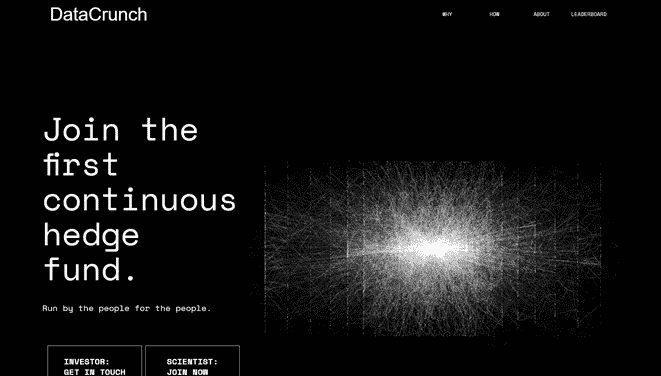 DataCrunch
WHY HOW ABOUT LEADERBOARD
Join the
first
continuous
hedge
fund.
Run by the people for the people.
INVESTOR:
GET IN TOUCH
SCIENTIST:
JOIN NOW